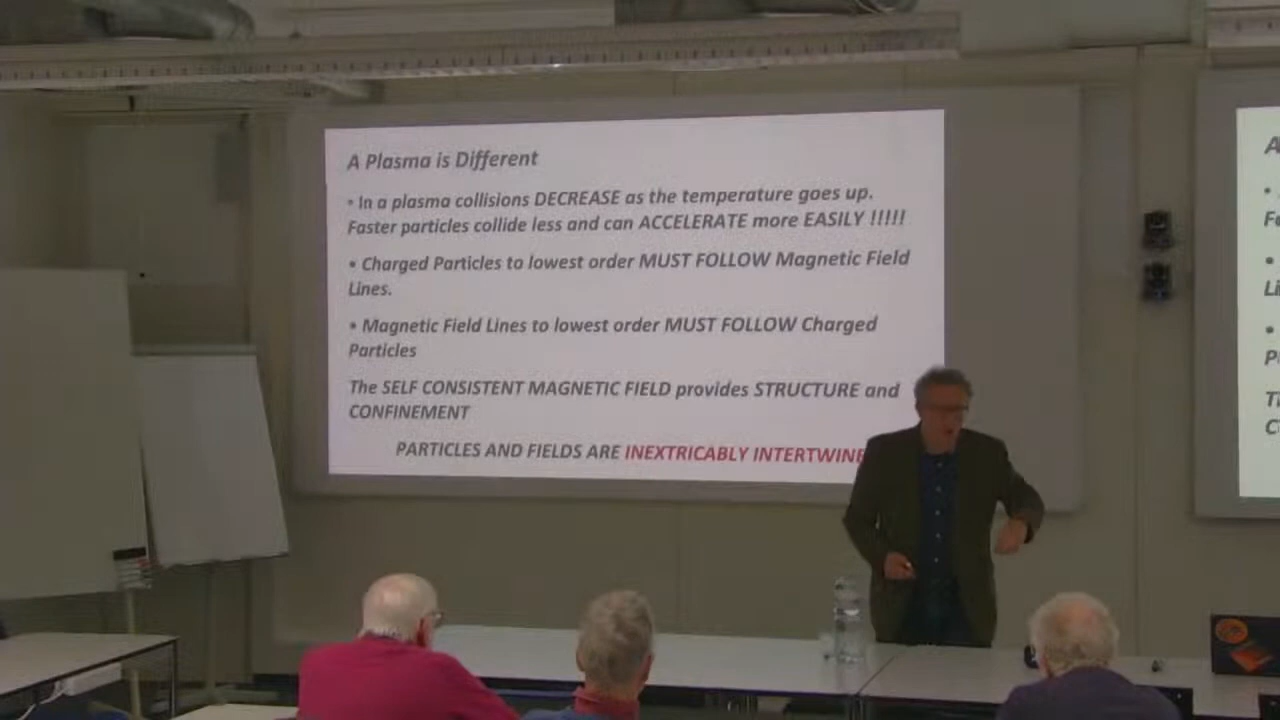 A Plasma is Different
• In a plasma collisions DECREASE as the temperature goes up.
Faster particles collide less and can ACCELERATE more EASILY !!!!!
• Charged Particles to lowest order MUST FOLLOW Magnetic Field
Lines.
• Magnetic Field Lines to lowest order MUST FOLLOW Charged
Particles
The SELF CONSISTENT MAGNETIC FIELD provides STRUCTURE and
CONFINEMENT
PARTICLES AND FIELDS ARE INEXTRICABLY INTERTWINE